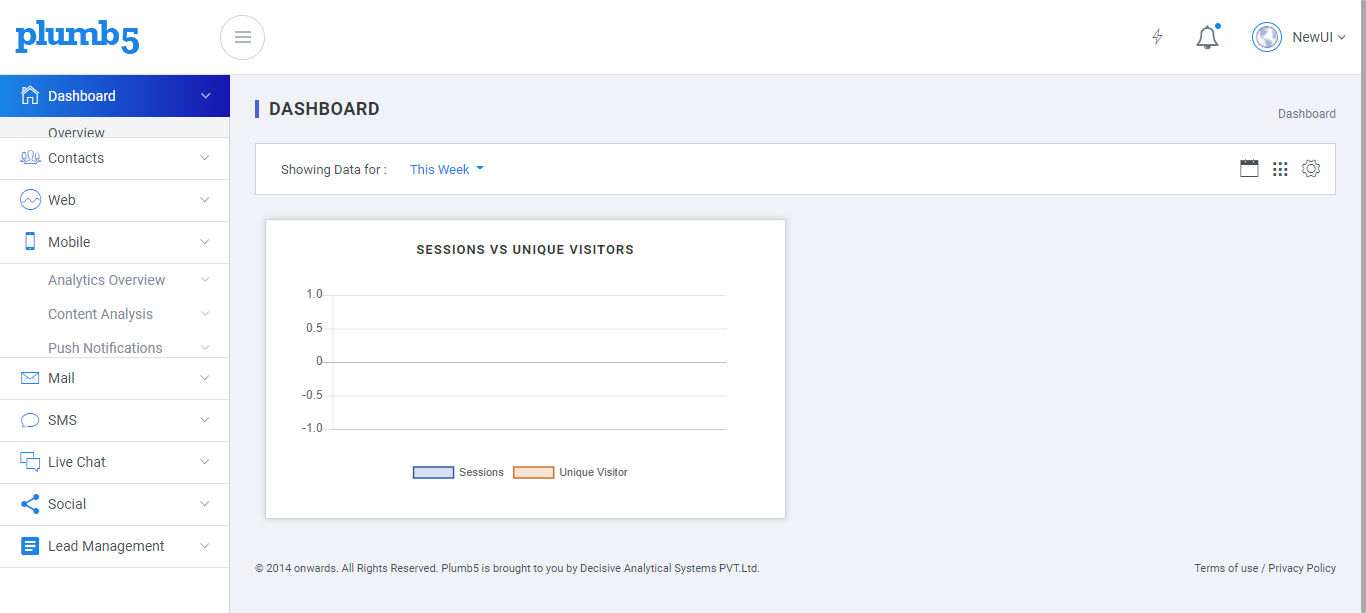 plumb5
NewUI
Dashboard
Overview
Contacts
Web
Mobile
Analytics Overview
Content Analysis
Push Notifications
Mail
SMS
Live Chat
Social
Lead Management
DASHBOARD
Dashboard
Showing Data for : This Week
SESSIONS VS UNIQUE VISITORS
1.0
0.5
0
-0.5
-1.0
Sessions Unique Visitor
© 2014 onwards. All Rights Reserved. Plumb5 is brought to you by Decisive Analytical Systems PVT.Ltd.
Terms of use / Privacy Policy